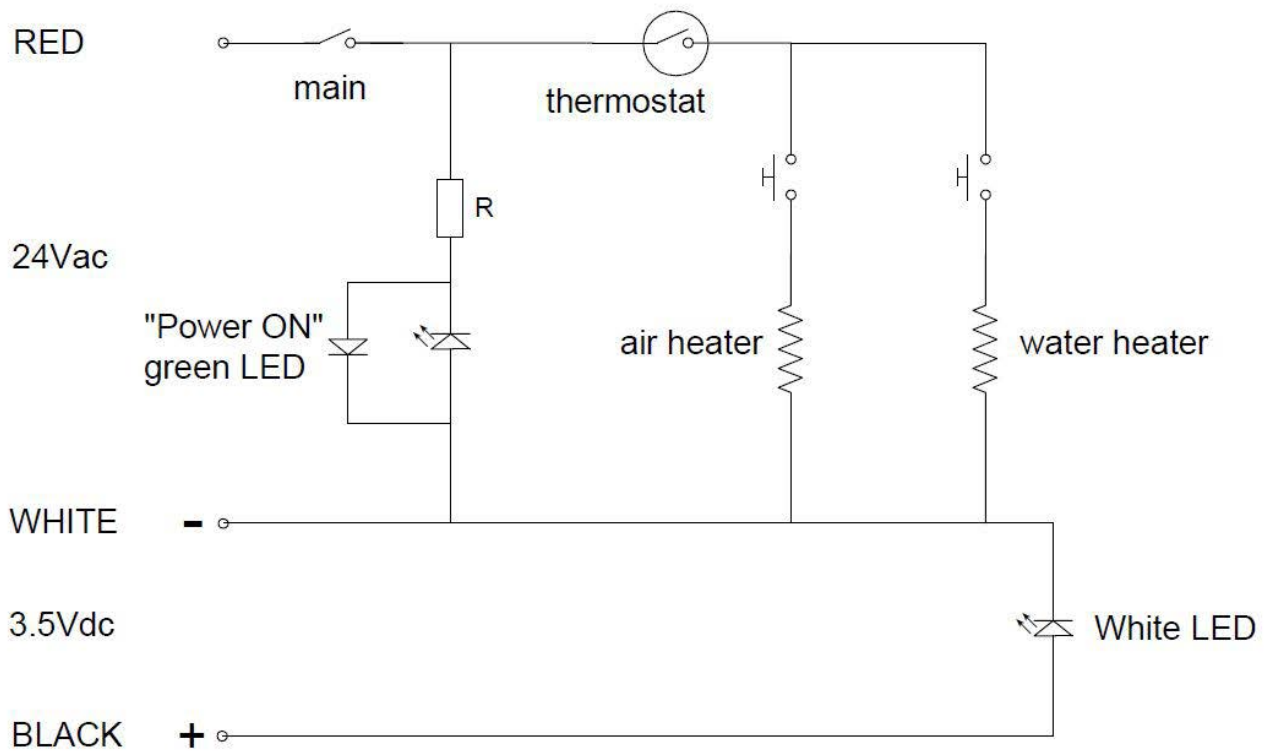 RED
main
thermostat
R
24Vac
"Power ON"
green LED
air heater
water heater
WHITE -
3.5Vdc
White LED
BLACK +